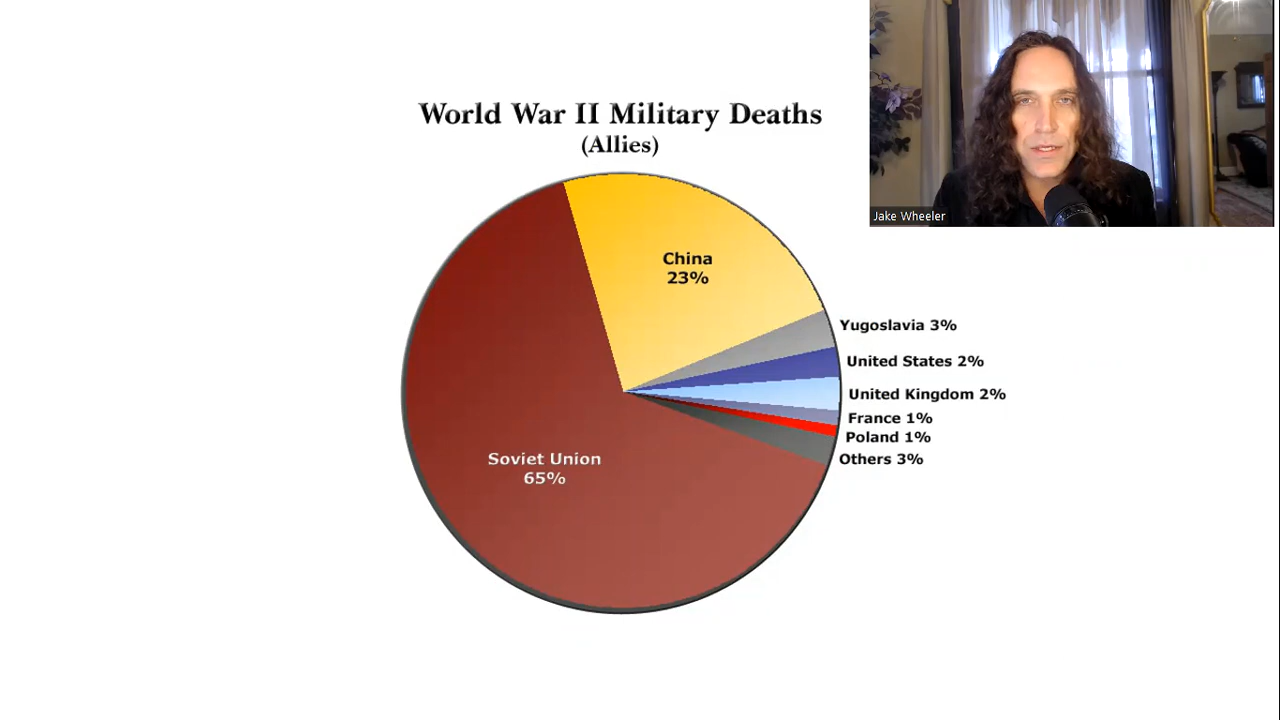 World War II Military Deaths
(Allies)
China
23%
Yugoslavia 3%
United States 2%
United Kingdom 2%
France 1%
Poland 1%
Others 3%
Soviet Union
65%
Jake Wheeler